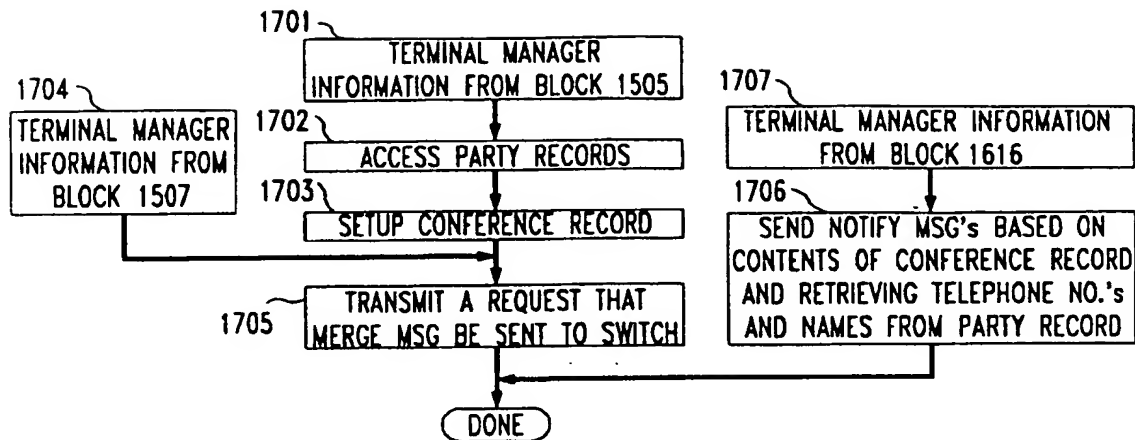 1701
TERMINAL MANAGER
INFORMATION FROM BLOCK 1505
1702
ACCESS PARTY RECORDS
1703
SETUP CONFERENCE RECORD
1704
TERMINAL MANAGER
INFORMATION FROM
BLOCK 1507
1705
TRANSMIT A REQUEST THAT
MERGE MSG BE SENT TO SWITCH
1707
TERMINAL MANAGER INFORMATION
FROM BLOCK 1616
1706
SEND NOTIFY MSG's BASED ON
CONTENTS OF CONFERENCE RECORD
AND RETRIEVING TELEPHONE NO.'s
AND NAMES FROM PARTY RECORD
DONE